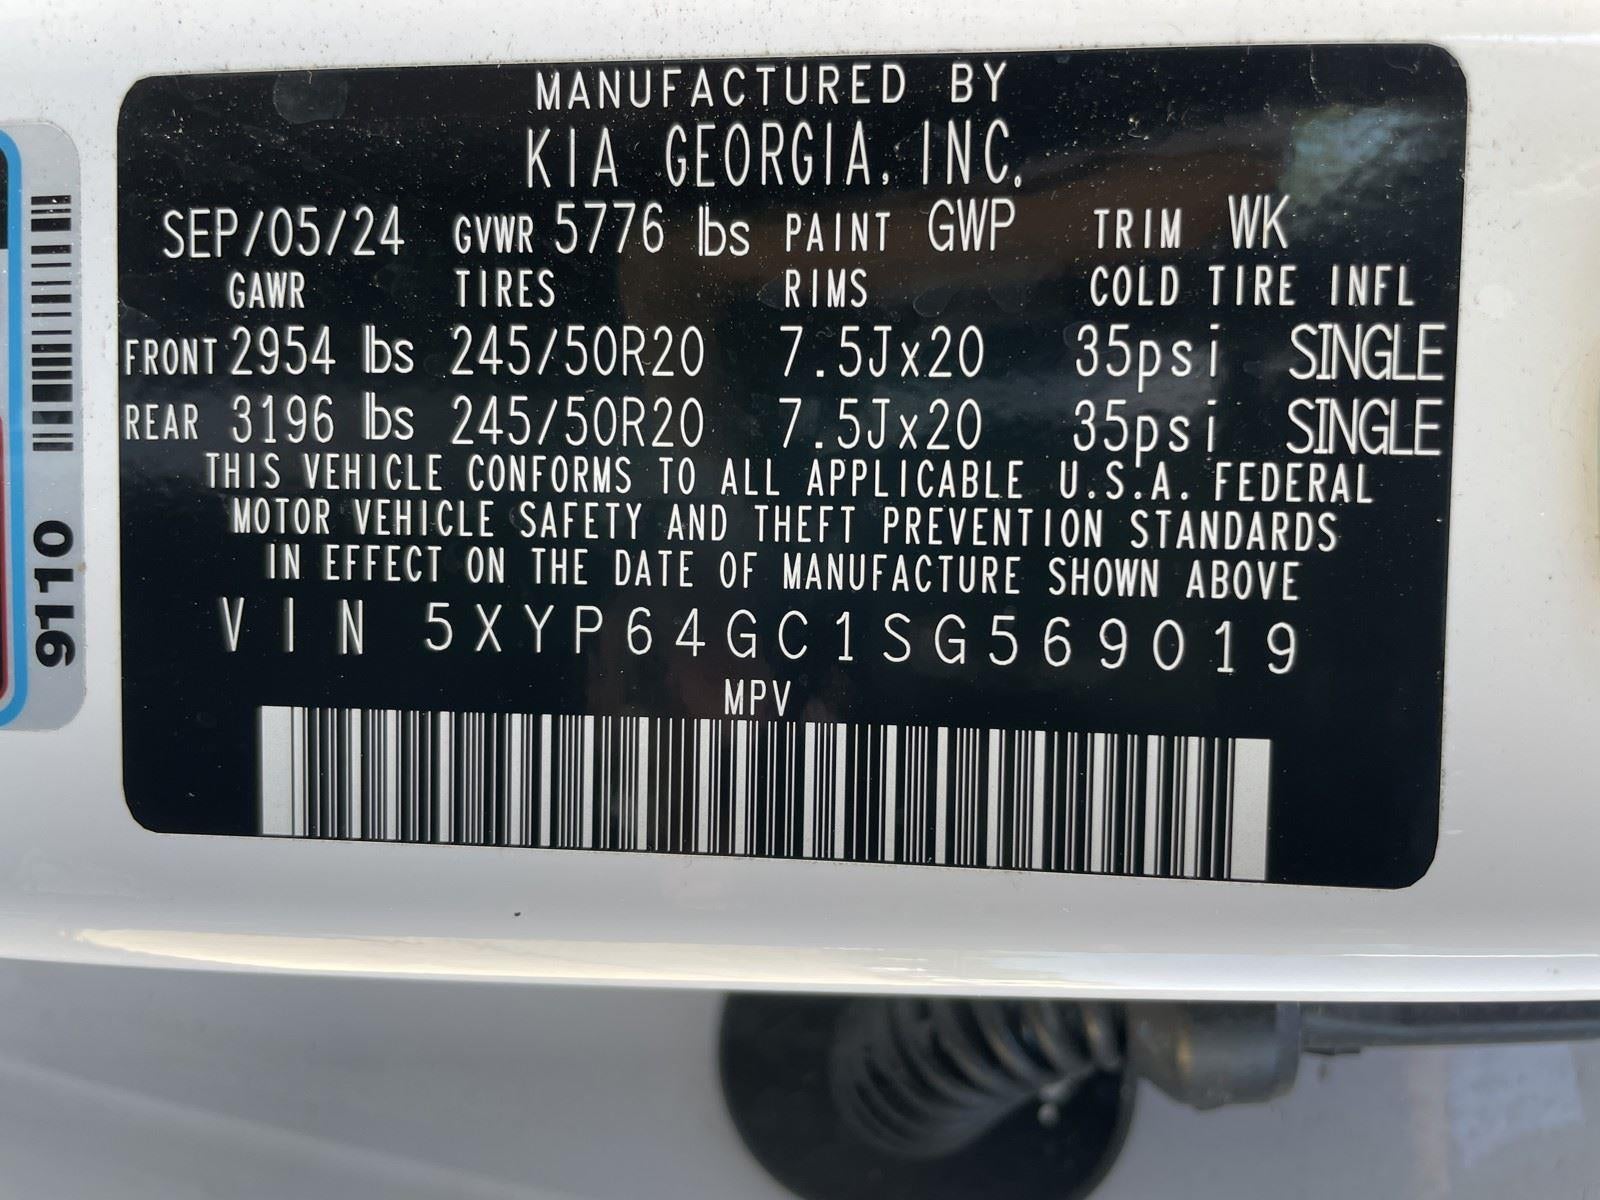 MANUFACTURED BY
KIA GEORGIA, INC.
SEP/05/24 GVWR 5776 lbs PAINT GWP TRIM WK
GAWR TIRES RIMS COLD TIRE INFL
FRONT 2954 lbs 245/50R20 7.5Jx20 35psi SINGLE
REAR 3196 lbs 245/50R20 7.5Jx20 35psi SINGLE
THIS VEHICLE CONFORMS TO ALL APPLICABLE U.S.A. FEDERAL
MOTOR VEHICLE SAFETY AND THEFT PREVENTION STANDARDS
IN EFFECT ON THE DATE OF MANUFACTURE SHOWN ABOVE
VIN 5XYP64GC1SG569019
MPV
9110